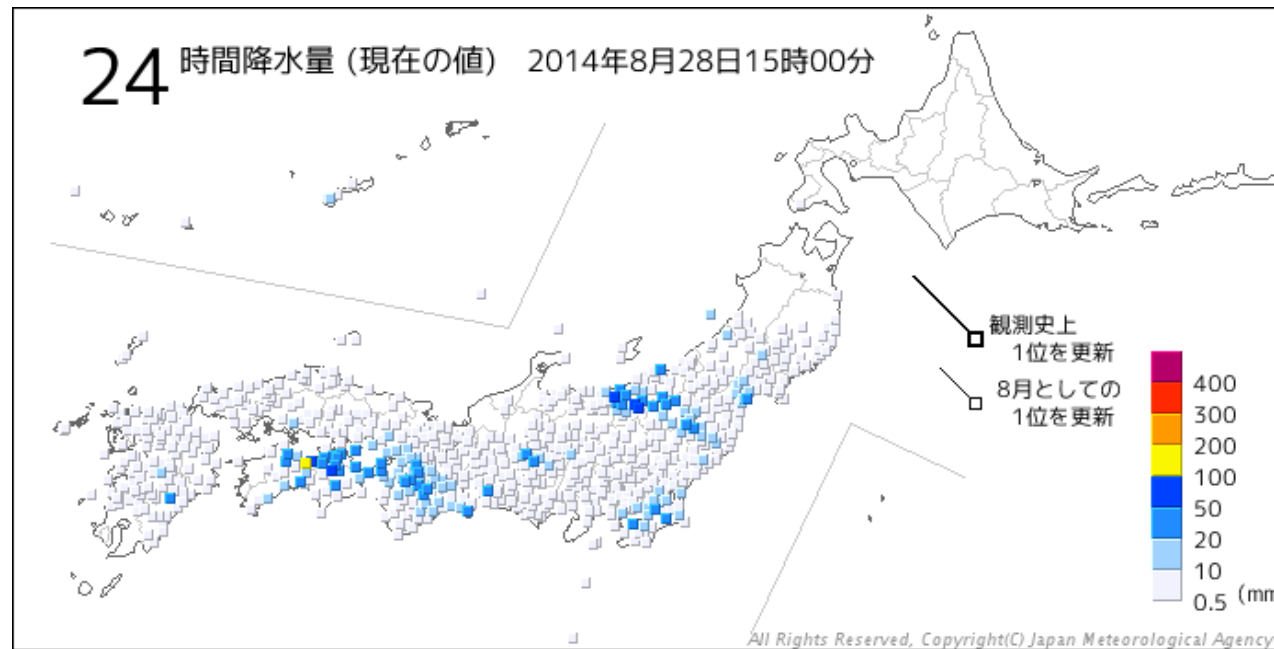 24 時間降水量 (現在の値) 2014年8月28日15時00分
観測史上
1位を更新
8月としての
1位を更新
400
300
200
100
50
20
10
0.5 (mm
All Rights Reserved, Copyright(C) Japan Meteorological Agency